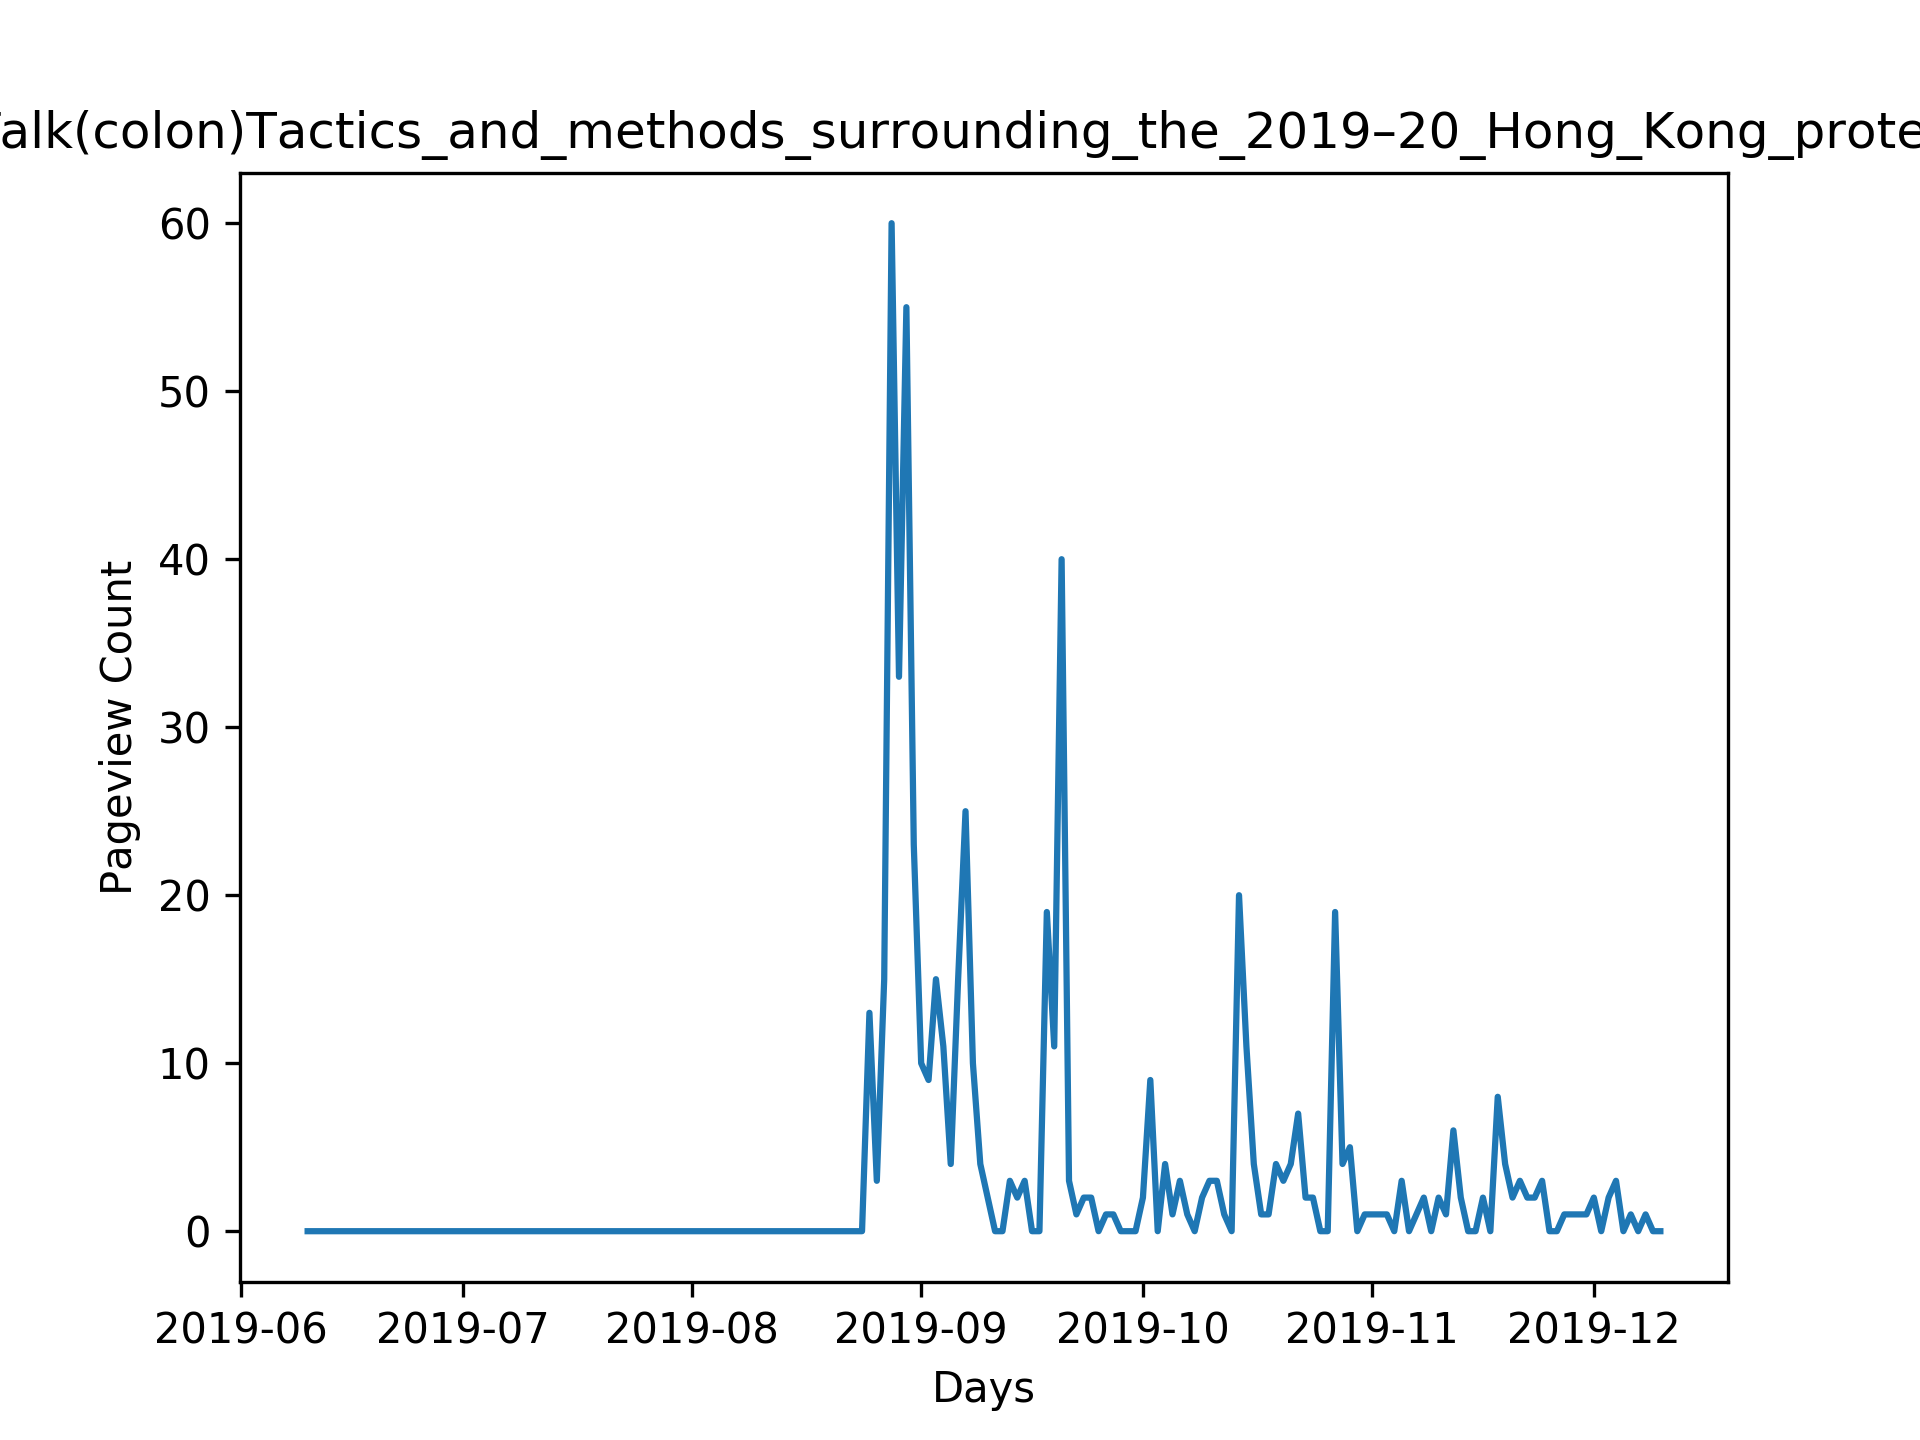 alk(colon)Tactics_and_methods_surrounding_the_2019–20_Hong_Kong_prote
60
50
40
30
20
10
0
Pageview Count
2019-06 2019-07 2019-08 2019-09 2019-10 2019-11 2019-12
Days